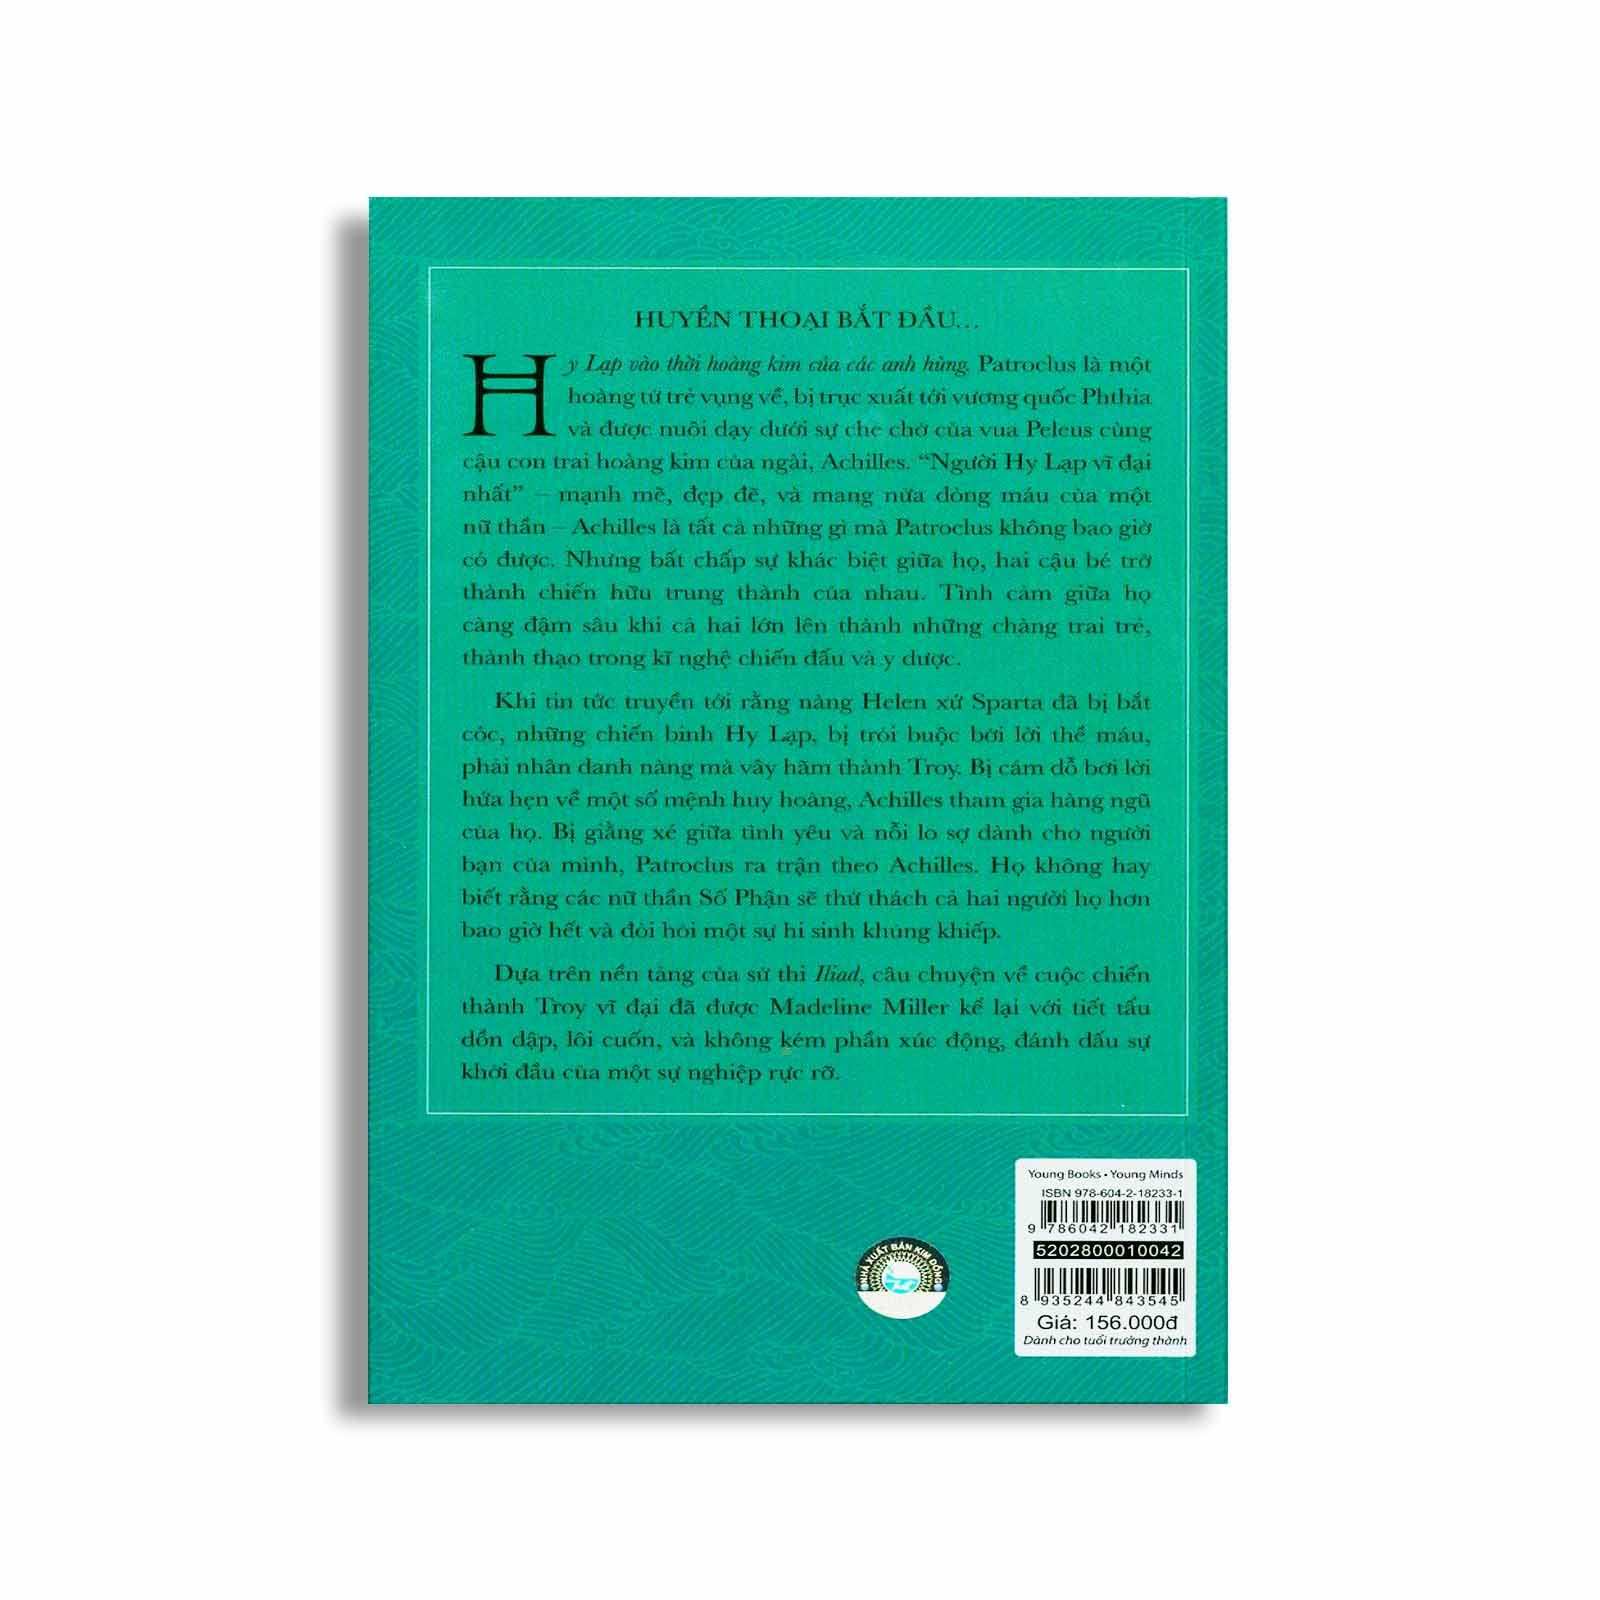 HUYỀN THOẠI BẮT ĐẦU...
Hy Lạp vào thời hoàng kim của các anh hùng. Patroclus là một
hoàng tử trẻ vụng về, bị trục xuất tới vương quốc Phthia
và được nuôi dạy dưới sự che chở của vua Peleus cùng
cậu con trai hoàng kim của ngài, Achilles. “Người Hy Lạp vĩ đại
nhất” – mạnh mẽ, đẹp đẽ, và mang nửa dòng máu của một
nữ thần – Achilles là tất cả những gì mà Patroclus không bao giờ
có được. Nhưng bất chấp sự khác biệt giữa họ, hai cậu bé trở
thành chiến hữu trung thành của nhau. Tình cảm giữa họ
càng đậm sâu khi cả hai lớn lên thành những chàng trai trẻ,
thành thạo trong kĩ nghệ chiến đấu và y dược.
Khi tin tức truyền tới rằng nàng Helen xứ Sparta đã bị bắt
cóc, những chiến binh Hy Lạp, bị trói buộc bởi lời thề máu,
phải nhân danh nàng mà vây hãm thành Troy. Bị cám dỗ bởi lời
hứa hẹn về một số mệnh huy hoàng, Achilles tham gia hàng ngũ
của họ. Bị giằng xé giữa tình yêu và nỗi lo sợ dành cho người
bạn của mình, Patroclus ra trận theo Achilles. Họ không hay
biết rằng các nữ thần Số Phận sẽ thử thách cả hai người họ hơn
bao giờ hết và đòi hỏi một sự hi sinh khủng khiếp.
Dựa trên nền tảng của sử thi Iliad, câu chuyện về cuộc chiến
thành Troy vĩ đại đã được Madeline Miller kể lại với tiết tấu
dồn dập, lôi cuốn, và không kém phần xúc động, đánh dấu sự
khởi đầu của một sự nghiệp rực rỡ.
Young Books • Young Minds
ISBN 978-604-2-18233-1
9 786042 182331
5202800010042
8 935244 843545
Giá: 156.000đ
Dành cho tuổi trưởng thành
NHÀ XUẤT BẢN KIM ĐỒNG